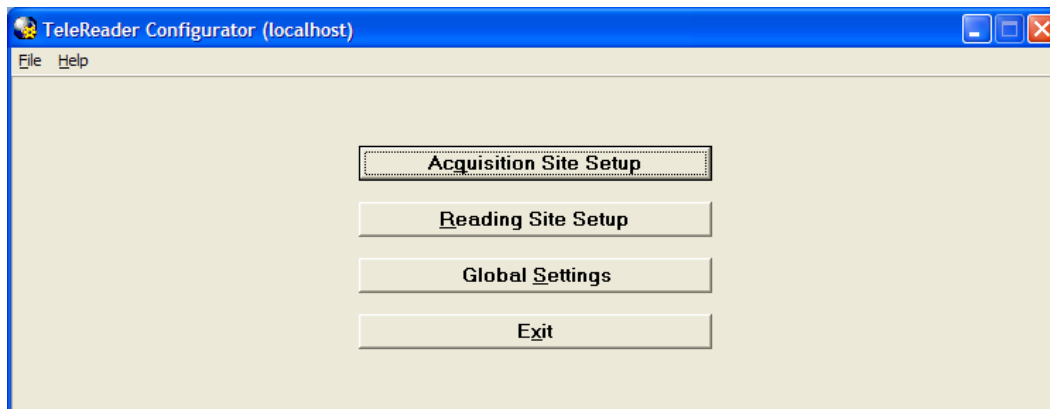 TeleReader Configurator (localhost)
File Help
Acquisition Site Setup
Reading Site Setup
Global Settings
Exit